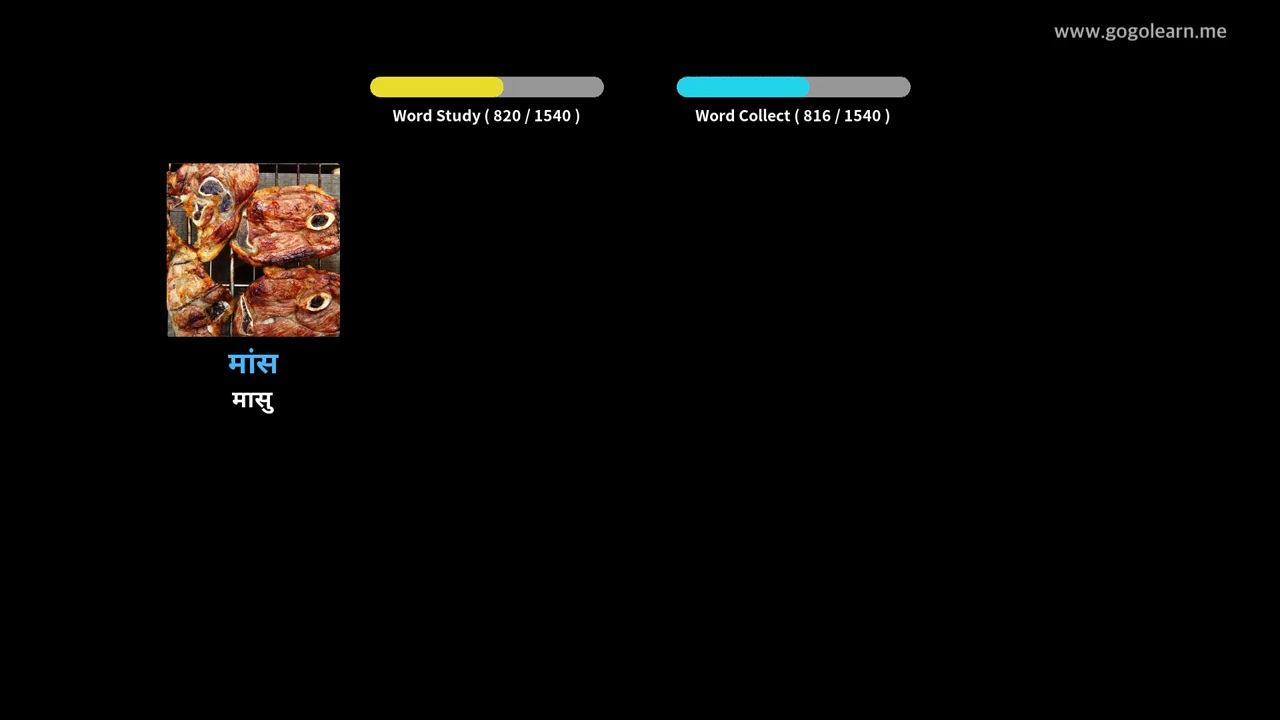 www.gogolearn.me
Word Study ( 820 / 1540 )
Word Collect ( 816 / 1540 )
मांस
मासु